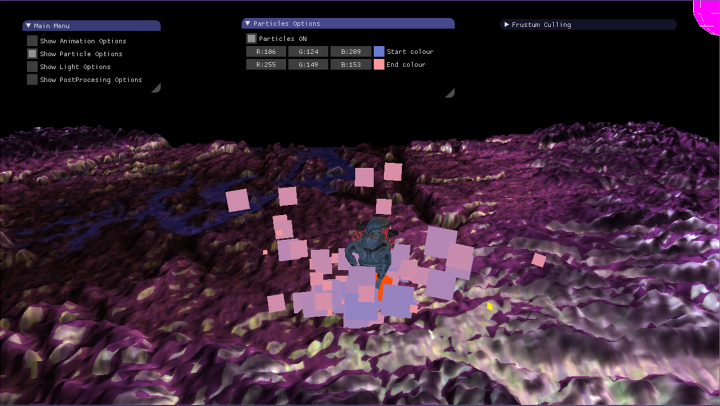 Main Menu
Show Animation Options
Show Particle Options
Show Light Options
Show PostProcesing Options
Particles Options
Particles ON
R:106 G:124 B:209 Start colour
R:255 G:149 B:153 End colour
Frustum Culling